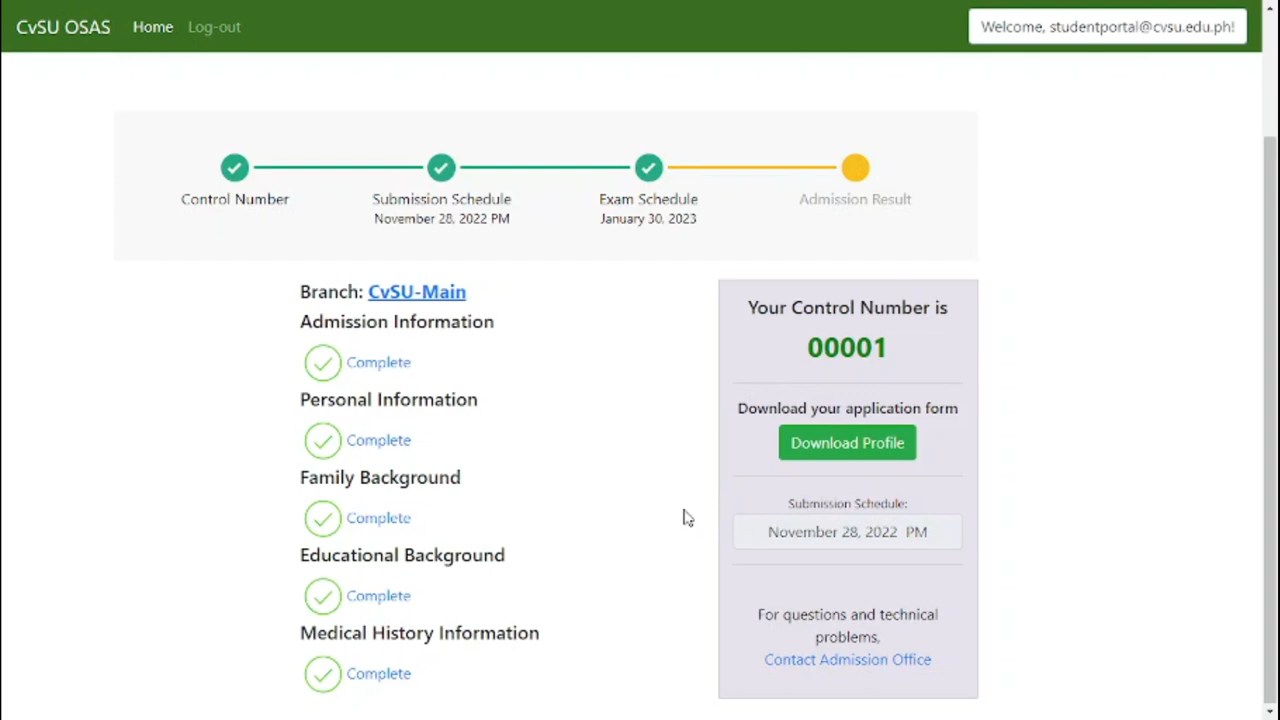 CvSU OSAS Home Log-out Welcome, studentportal@cvsu.edu.ph!
Control Number
Submission Schedule
November 28, 2022 PM
Exam Schedule
January 30, 2023
Admission Result
Branch: CvSU-Main
Admission Information
Complete
Personal Information
Complete
Family Background
Complete
Educational Background
Complete
Medical History Information
Complete
Your Control Number is
00001
Download your application form
Download Profile
Submission Schedule:
November 28, 2022 PM
For questions and technical
problems,
Contact Admission Office